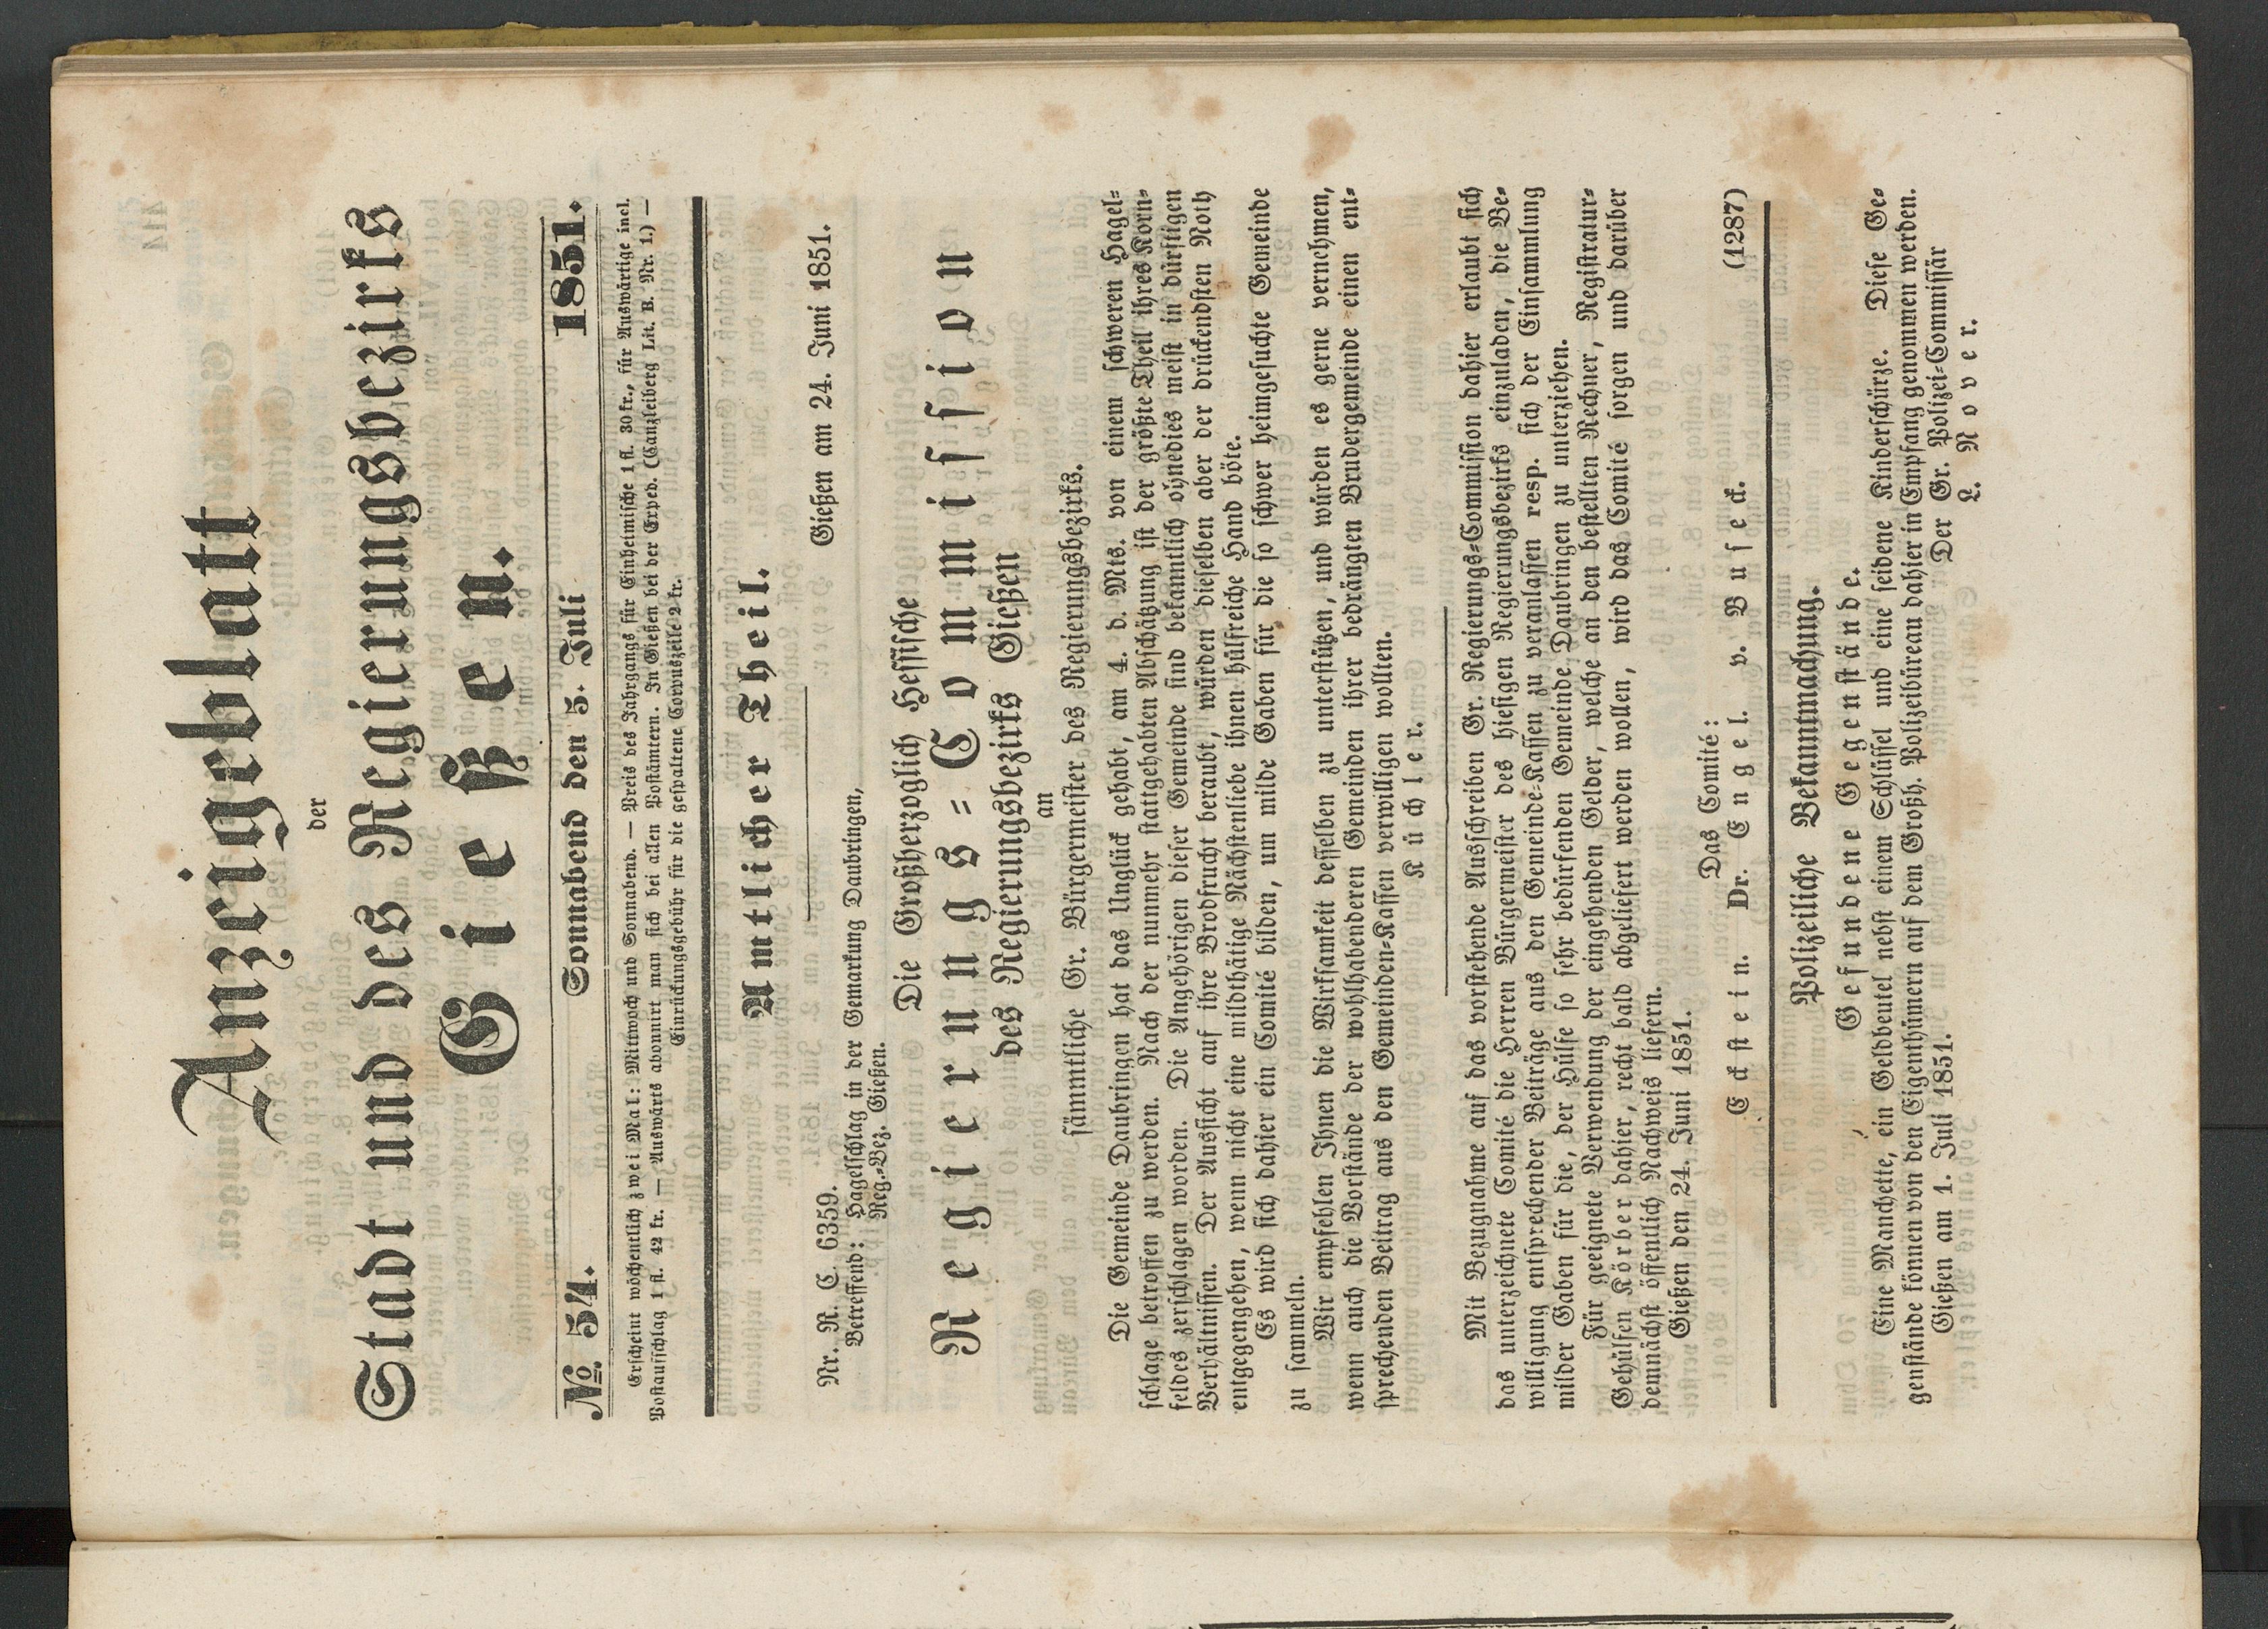 Anzeigeblatt
der
Stadt und des Regierungsbezirks
Gießen.
No. 54. Sonnabend den 5. Juli 1851.
Erscheint wöchentlich zwei Mal: Mittwoch und Sonnabend. — Preis des Jahrgangs für Einheimische 1 fl. 30 kr., für Auswärtige incl.
Postaufschlag 1 fl. 42 kr. — Auswärts abonnirt man sich bei allen Postämtern. In Gießen bei der Exped. (Canzleiberg Lit. B. Nr. 1.) —
Einrückungsgebühr für die gespaltene Corpuszeile 2 kr.
Amtlicher Theil.
Nr. R. C. 6359. Gießen am 24. Juni 1851.
Betreffend: Hagelschlag in der Gemarkung Daubringen,
Reg.-Bez. Gießen.
Die Großherzoglich Hessische
Regierungs-Commission
des Regierungsbezirks Gießen
an
sämmtliche Gr. Bürgermeister des Regierungsbezirks.
Die Gemeinde Daubringen hat das Unglück gehabt, am 4. d. Mts. von einem schweren Hagel-
schlage betroffen zu werden. Nach der nunmehr stattgehabten Abschätzung ist der größte Theil ihres Korn-
feldes zerschlagen worden. Die Angehörigen dieser Gemeinde sind bekanntlich ohnedies meist in dürftigen
Verhältnissen. Der Aussicht auf ihre Brodfrucht beraubt, würden dieselben aber der drückendsten Noth
entgegengehen, wenn nicht eine mildthätige Nächstenliebe ihnen hülfreiche Hand böte.
Es wird sich dahier ein Comité bilden, um milde Gaben für die so schwer heimgesuchte Gemeinde
zu sammeln.
Wir empfehlen Ihnen die Wirksamkeit desselben zu unterstützen, und würden es gerne vernehmen,
wenn auch die Vorstände der wohlhabenderen Gemeinden ihrer bedrängten Brudergemeinde einen ent-
sprechenden Beitrag aus den Gemeinden-Kassen verwilligen wollten.
Küchler.
Mit Bezugnahme auf das vorstehende Ausschreiben Gr. Regierungs-Commission dahier erlaubt sich
das unterzeichnete Comité die Herren Bürgermeister des hiesigen Regierungsbezirks einzuladen, die Be-
willigung entsprechender Beiträge aus den Gemeinde-Kassen zu veranlassen resp. sich der Einsammlung
milder Gaben für die, der Hülfe so sehr bedürfenden Gemeinde Daubringen zu unterziehen.
Für geeignete Verwendung der eingehenden Gelder, welche an den bestellten Rechner, Registratur-
Gehülfen Körber dahier, recht bald abgeliefert werden wollen, wird das Comité sorgen und darüber
demnächst öffentlich Nachweis liefern.
Gießen den 24. Juni 1851.
Das Comité:
Eckstein. Dr. Engel. v. Buseck. (1287)
Polizeiliche Bekanntmachung.
Gefundene Gegenstände.
Eine Manchette, ein Geldbeutel nebst einem Schlüssel und eine seidene Kinderschürze. Diese Ge-
genstände können von den Eigenthümern auf dem Großh. Polizeibüreau dahier in Empfang genommen werden.
Gießen am 1. Juli 1851. Der Gr. Polizei-Commissär
L. Nover.